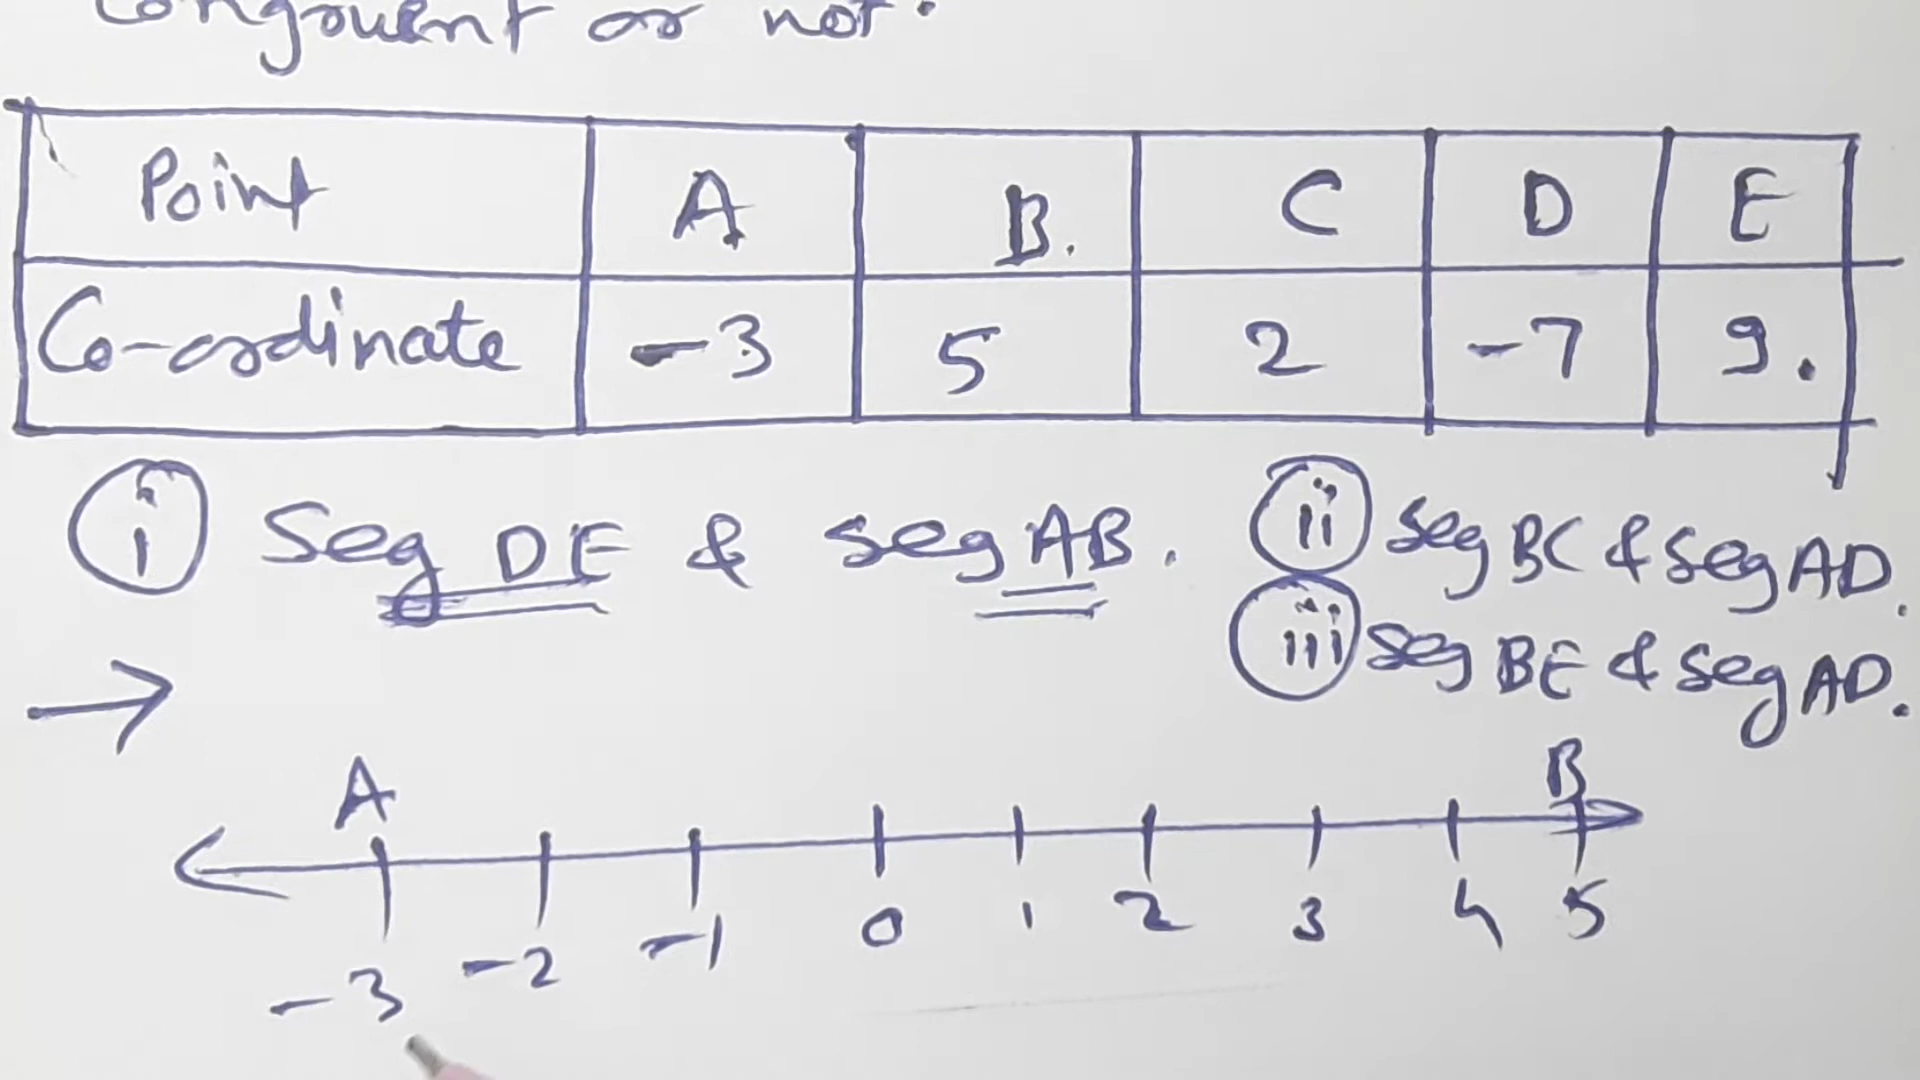 congruent or not.
Point A B. C D E
Co-ordinate -3 5 2 -7 9.
i Seg DE & seg AB.
ii seg BC & seg AD.
iii seg BE & seg AD.
A B
-3 -2 -1 0 1 2 3 4 5